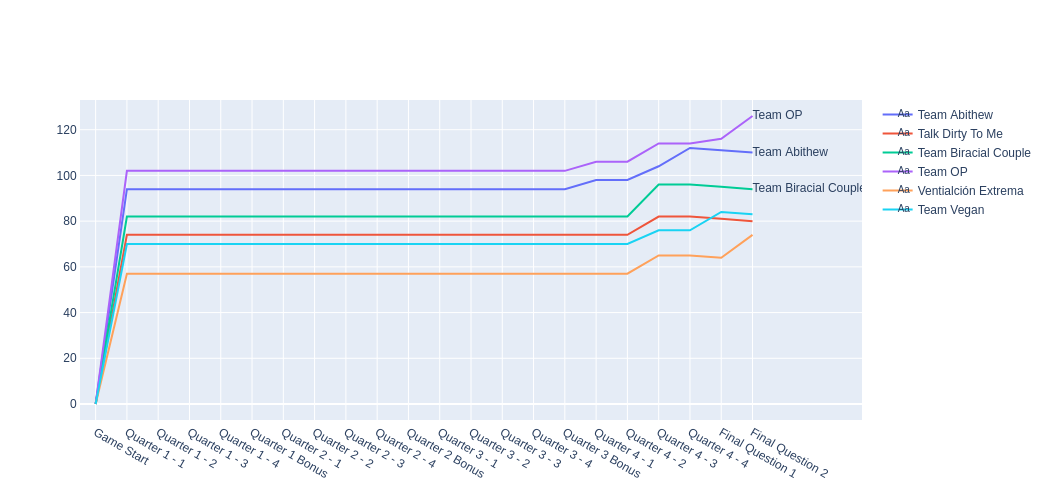 120
100
80
60
40
20
0
Team OP
Team Abithew
Team Biracial Couple
Game Start
Quarter 1 - 1
Quarter 1 - 2
Quarter 1 - 3
Quarter 1 - 4
Quarter 1 Bonus
Quarter 2 - 1
Quarter 2 - 2
Quarter 2 - 3
Quarter 2 - 4
Quarter 2 Bonus
Quarter 3 - 1
Quarter 3 - 2
Quarter 3 - 3
Quarter 3 - 4
Quarter 3 Bonus
Quarter 4 - 1
Quarter 4 - 2
Quarter 4 - 3
Quarter 4 - 4
Final Question 1
Final Question 2
Aa Team Abithew
Aa Talk Dirty To Me
Aa Team Biracial Couple
Aa Team OP
Aa Ventialción Extrema
Aa Team Vegan